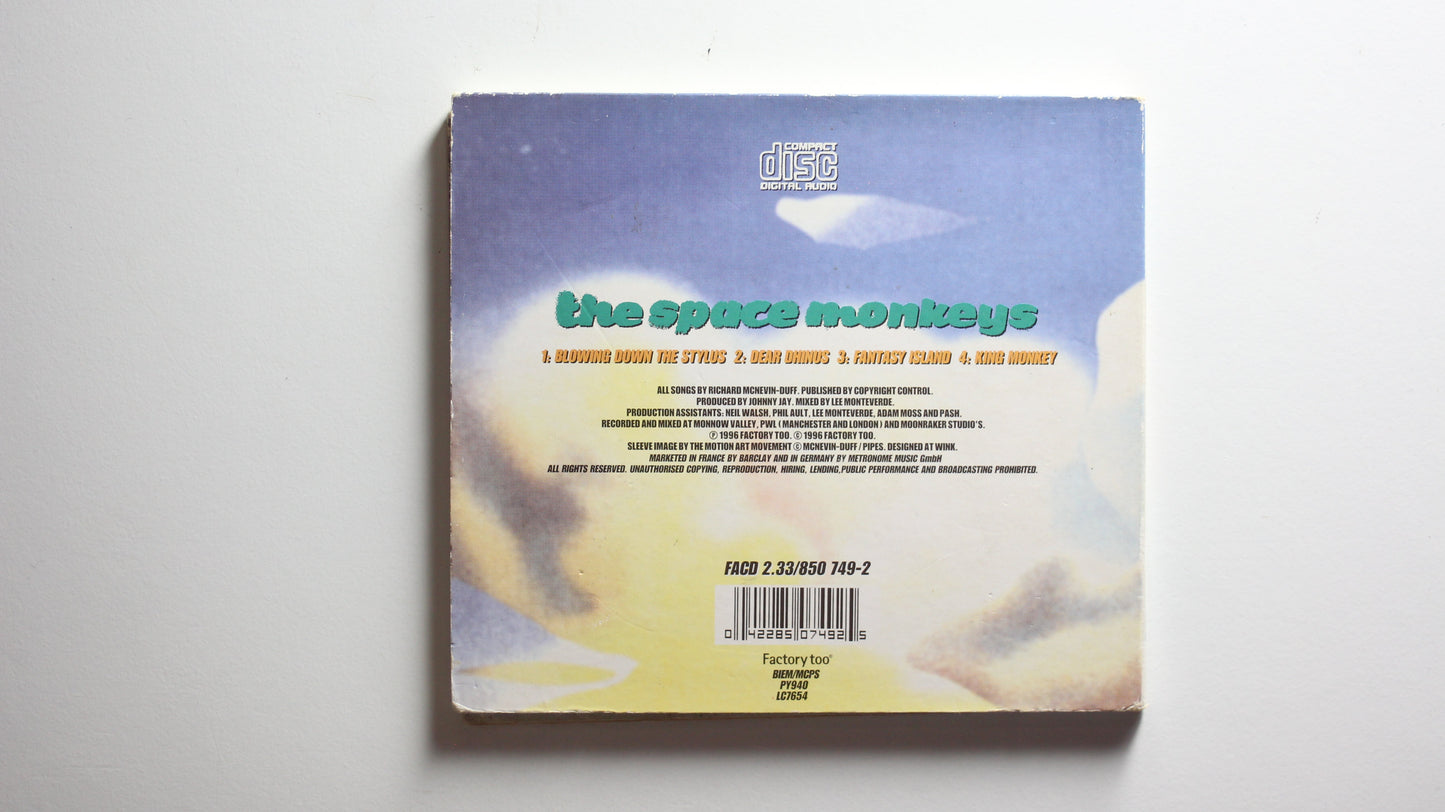 COMPACT
disc
DIGITAL AUDIO
the space monkeys
1: BLOWING DOWN THE STYLUS 2: DEAR DHINUS 3: FANTASY ISLAND 4: KING MONKEY
ALL SONGS BY RICHARD MCNEVIN-DUFF. PUBLISHED BY COPYRIGHT CONTROL.
PRODUCED BY JOHNNY JAY. MIXED BY LEE MONTEVERDE.
PRODUCTION ASSISTANTS: NEIL WALSH, PHIL AULT, LEE MONTEVERDE, ADAM MOSS AND PASH.
RECORDED AND MIXED AT MONNOW VALLEY, PWL ( MANCHESTER AND LONDON ) AND MOONRAKER STUDIO'S.
℗ 1996 FACTORY TOO. © 1996 FACTORY TOO.
SLEEVE IMAGE BY THE MOTION ART MOVEMENT © MCNEVIN-DUFF / PIPES. DESIGNED AT WINK.
MARKETED IN FRANCE BY BARCLAY AND IN GERMANY BY METRONOME MUSIC GmbH
ALL RIGHTS RESERVED. UNAUTHORISED COPYING, REPRODUCTION, HIRING, LENDING,PUBLIC PERFORMANCE AND BROADCASTING PROHIBITED.
FACD 2.33/850 749-2
0 42285 07492 5
Factory too®
BIEM/MCPS
PY940
LC7654